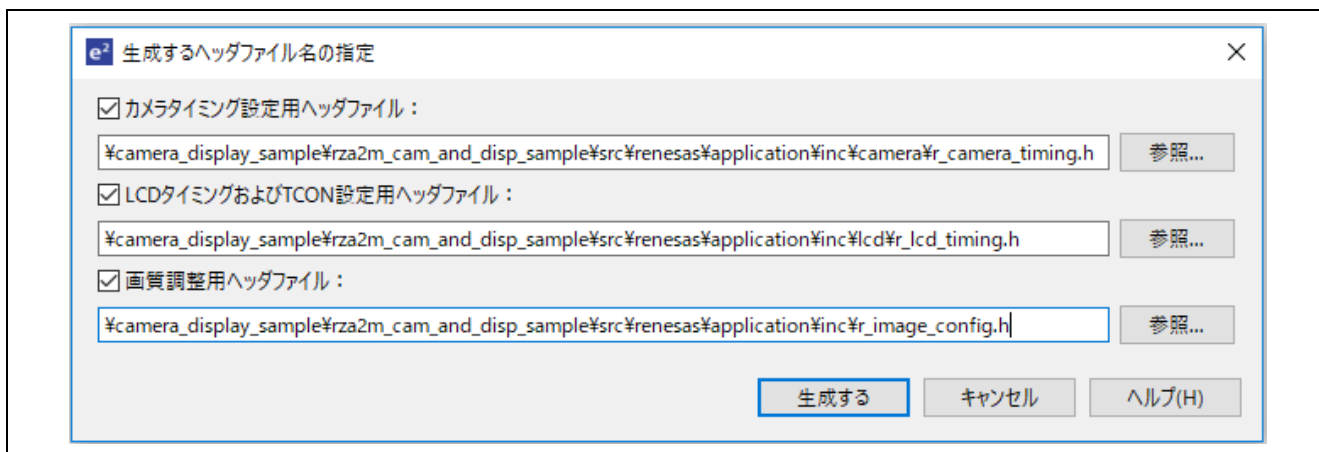 e² 生成するヘッダファイル名の指定
カメラタイミング設定用ヘッダファイル：
¥camera_display_sample¥rza2m_cam_and_disp_sample¥src¥renesas¥application¥inc¥camera¥r_camera_timing.h 参照...
LCDタイミングおよびTCON設定用ヘッダファイル：
¥camera_display_sample¥rza2m_cam_and_disp_sample¥src¥renesas¥application¥inc¥lcd¥r_lcd_timing.h 参照...
画質調整用ヘッダファイル：
¥camera_display_sample¥rza2m_cam_and_disp_sample¥src¥renesas¥application¥inc¥r_image_config.h 参照...
生成する キャンセル ヘルプ(H)